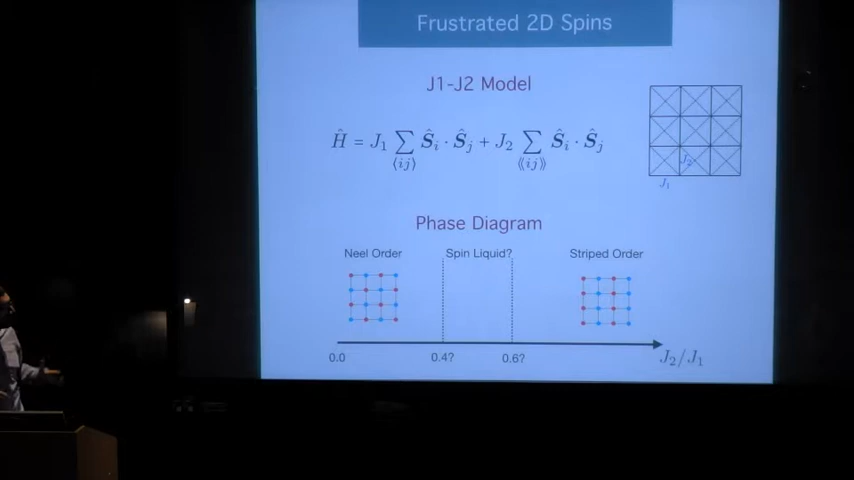 Frustrated 2D Spins
J1-J2 Model
Ĥ = J₁ ∑ Ŝᵢ · Ŝⱼ + J₂ ∑ Ŝᵢ · Ŝⱼ
⟨ij⟩ ⟨⟨ij⟩⟩
J₂
J₁
Phase Diagram
Neel Order Spin Liquid? Striped Order
0.0 0.4? 0.6? J₂/J₁